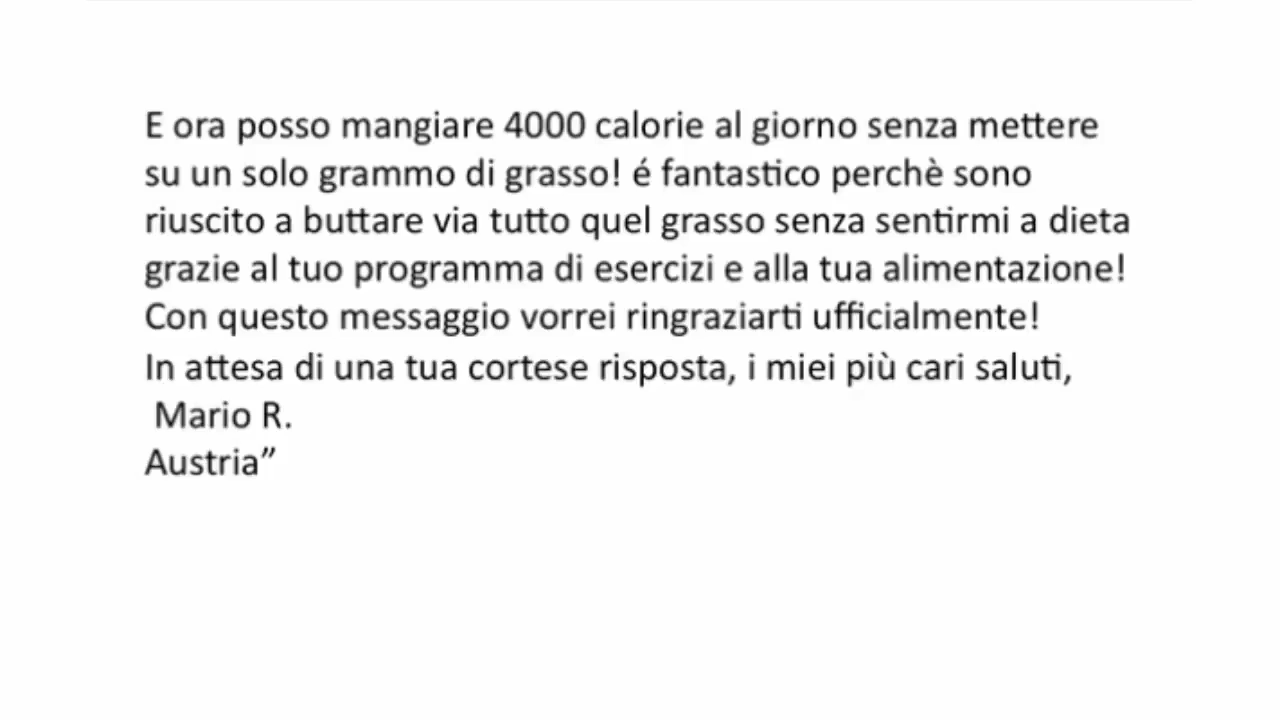 E ora posso mangiare 4000 calorie al giorno senza mettere
su un solo grammo di grasso! é fantastico perchè sono
riuscito a buttare via tutto quel grasso senza sentirmi a dieta
grazie al tuo programma di esercizi e alla tua alimentazione!
Con questo messaggio vorrei ringraziarti ufficialmente!
In attesa di una tua cortese risposta, i miei più cari saluti,
Mario R.
Austria”